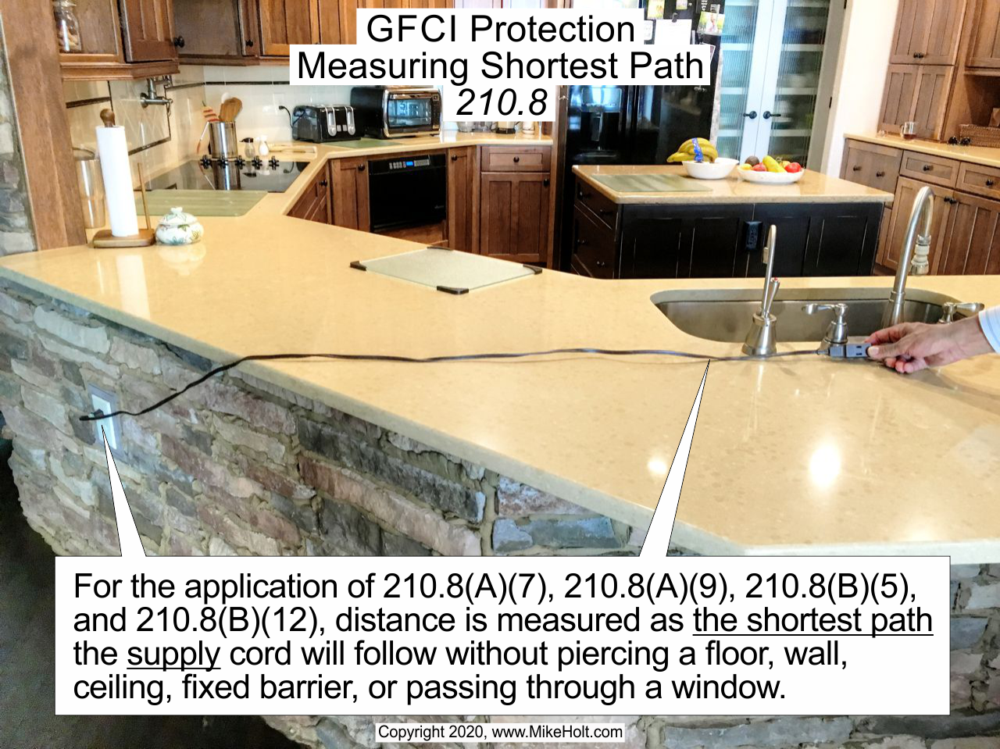 GFCI Protection
Measuring Shortest Path
210.8
For the application of 210.8(A)(7), 210.8(A)(9), 210.8(B)(5),
and 210.8(B)(12), distance is measured as the shortest path
the supply cord will follow without piercing a floor, wall,
ceiling, fixed barrier, or passing through a window.
Copyright 2020, www.MikeHolt.com